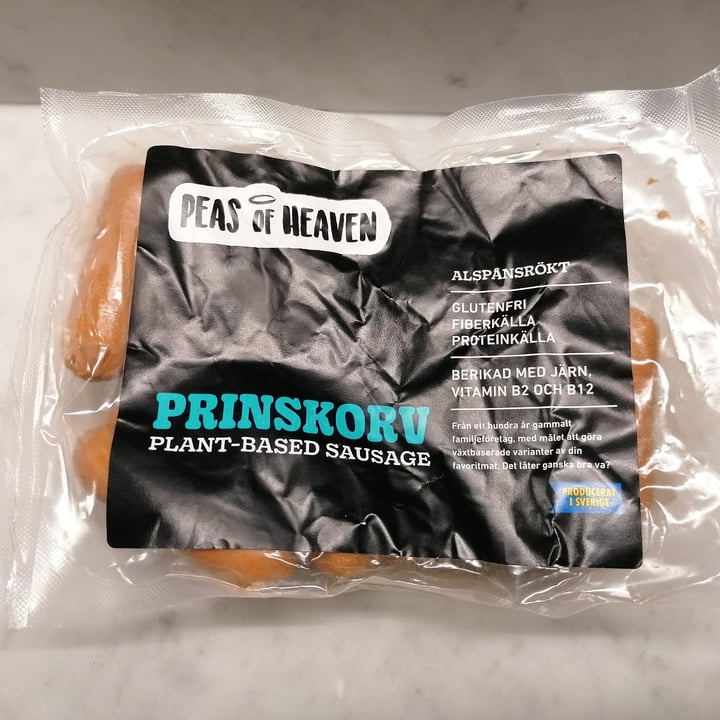 PEAS OF HEAVEN
PRINSKORV
PLANT-BASED SAUSAGE
ALSPÅNSRÖKT
GLUTENFRI
FIBERKÄLLA
PROTEINKÄLLA
BERIKAD MED JÄRN,
VITAMIN B2 OCH B12
Från ett hundra år gammalt
familjeföretag, med målet att göra
växtbaserade varianter av din
favoritmat. Det låter ganska bra va?
PRODUCERAT
I SVERIGE